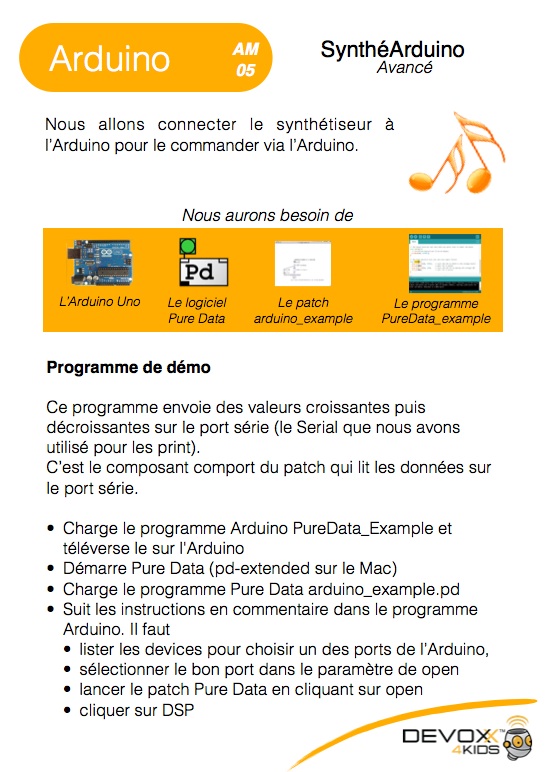 Arduino
AM
05
SynthéArduino
Avancé
Nous allons connecter le synthétiseur à
l'Arduino pour le commander via l'Arduino.
Nous aurons besoin de
Pd
L'Arduino Uno
Le logiciel
Pure Data
Le patch
arduino_example
Le programme
PureData_example
Programme de démo
Ce programme envoie des valeurs croissantes puis
décroissantes sur le port série (le Serial que nous avons
utilisé pour les print).
C'est le composant comport du patch qui lit les données sur
le port série.
• Charge le programme Arduino PureData_Example et
téléverse le sur l'Arduino
• Démarre Pure Data (pd-extended sur le Mac)
• Charge le programme Pure Data arduino_example.pd
• Suit les instructions en commentaire dans le programme
Arduino. Il faut
• lister les devices pour choisir un des ports de l'Arduino,
• sélectionner le bon port dans le paramètre de open
• lancer le patch Pure Data en cliquant sur open
• cliquer sur DSP
DEVOXX™
4KIDS